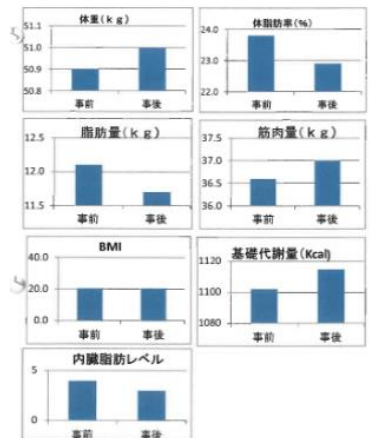 体重(kg)
51.1
51.0
50.9
50.8
事前 事後
体脂肪率(%)
24.0
23.0
22.0
事前 事後
脂肪量(kg)
12.5
12.0
11.5
事前 事後
筋肉量(kg)
37.5
37.0
36.5
36.0
事前 事後
BMI
40.0
20.0
0.0
事前 事後
基礎代謝量(Kcal)
1120
1100
1080
事前 事後
内臓脂肪レベル
5
0
事前 事後